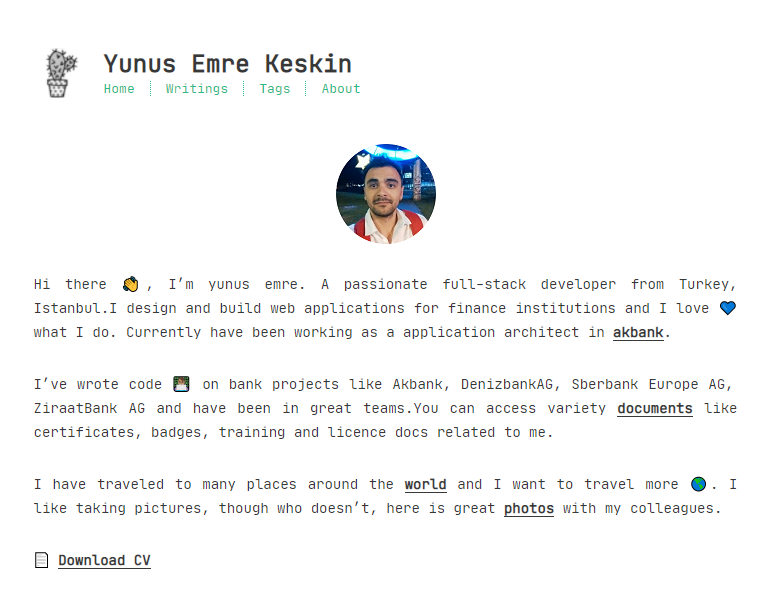 Yunus Emre Keskin
Home
Writings
Tags
About
Hi there 👏, I’m yunus emre. A passionate full-stack developer from Turkey,
Istanbul.I design and build web applications for finance institutions and I love 💙
what I do. Currently have been working as a application architect in akbank.
I’ve wrote code 👨🏽‍💻 on bank projects like Akbank, DenizbankAG, Sberbank Europe AG,
ZiraatBank AG and have been in great teams.You can access variety documents like
certificates, badges, training and licence docs related to me.
I have traveled to many places around the world and I want to travel more 🌎. I
like taking pictures, though who doesn’t, here is great photos with my colleagues.
Download CV